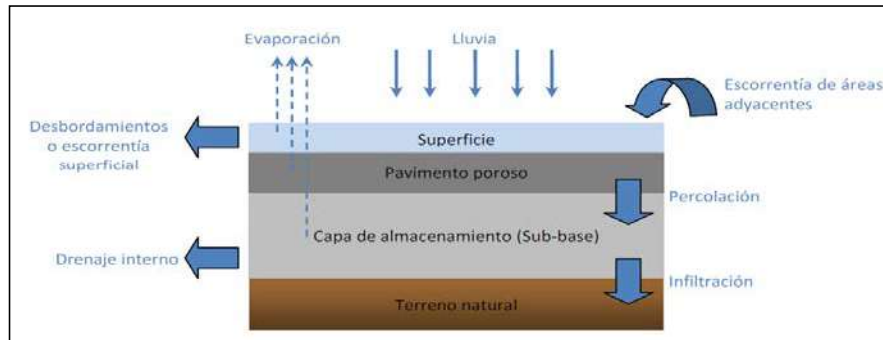 Evaporación
Lluvia
Escorrentía de áreas
adyacentes
Desbordamientos
o escorrentía
superficial
Superficie
Pavimento poroso
Percolación
Capa de almacenamiento (Sub-base)
Drenaje interno
Infiltración
Terreno natural